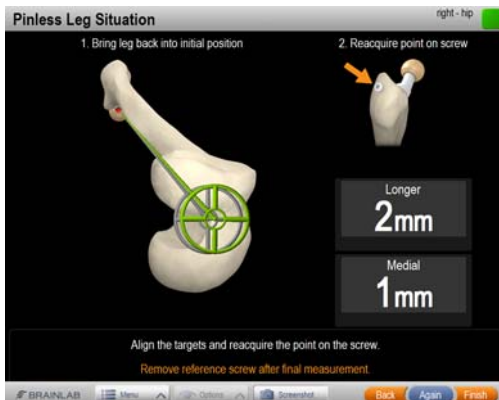 Pinless Leg Situation
right - hip
1. Bring leg back into initial position
2. Reacquire point on screw
Longer
2mm
Medial
1mm
Align the targets and reacquire the point on the screw.
Remove reference screw after final measurement.
BRAINLAB Menu Options Screenshot Back Again Finish